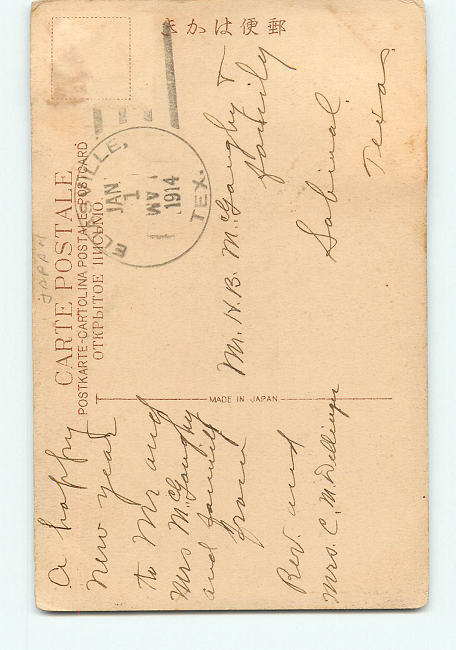 郵便はかき
CARTE POSTALE
POSTKARTE-CARTOLINA POSTALE-POSTCARD
ОТКРЫТОЕ ПИСЬМО.
JAPAN
JAN
1
1914
TEX.
MADE IN JAPAN
A happy
New year
to Mr and
Mrs McGaughy
and family
from
Rev. and
Mrs. C. M. Dellinger
Mr. H. B. McGaughy +
family
Sabinal
Texas